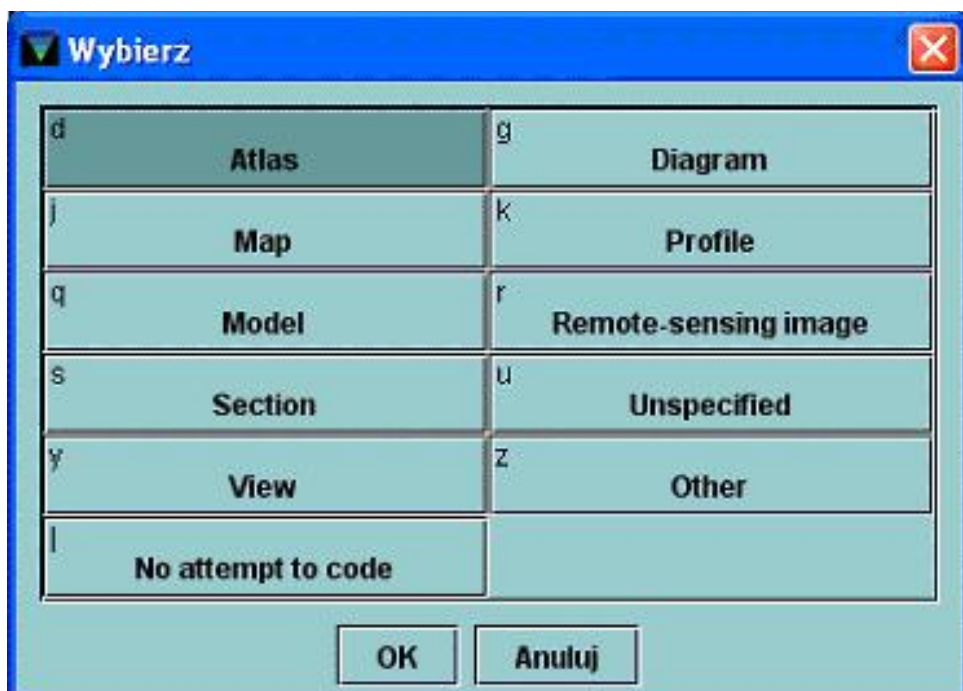 Wybierz
d Atlas
g Diagram
j Map
k Profile
q Model
r Remote-sensing image
s Section
u Unspecified
y View
z Other
| No attempt to code
OK
Anuluj